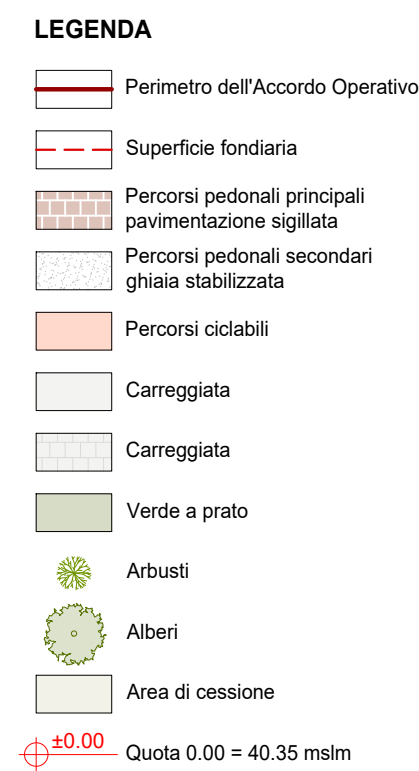 LEGENDA
Perimetro dell'Accordo Operativo
Superficie fondiaria
Percorsi pedonali principali
pavimentazione sigillata
Percorsi pedonali secondari
ghiaia stabilizzata
Percorsi ciclabili
Carreggiata
Carreggiata
Verde a prato
Arbusti
Alberi
Area di cessione
±0.00 Quota 0.00 = 40.35 mslm